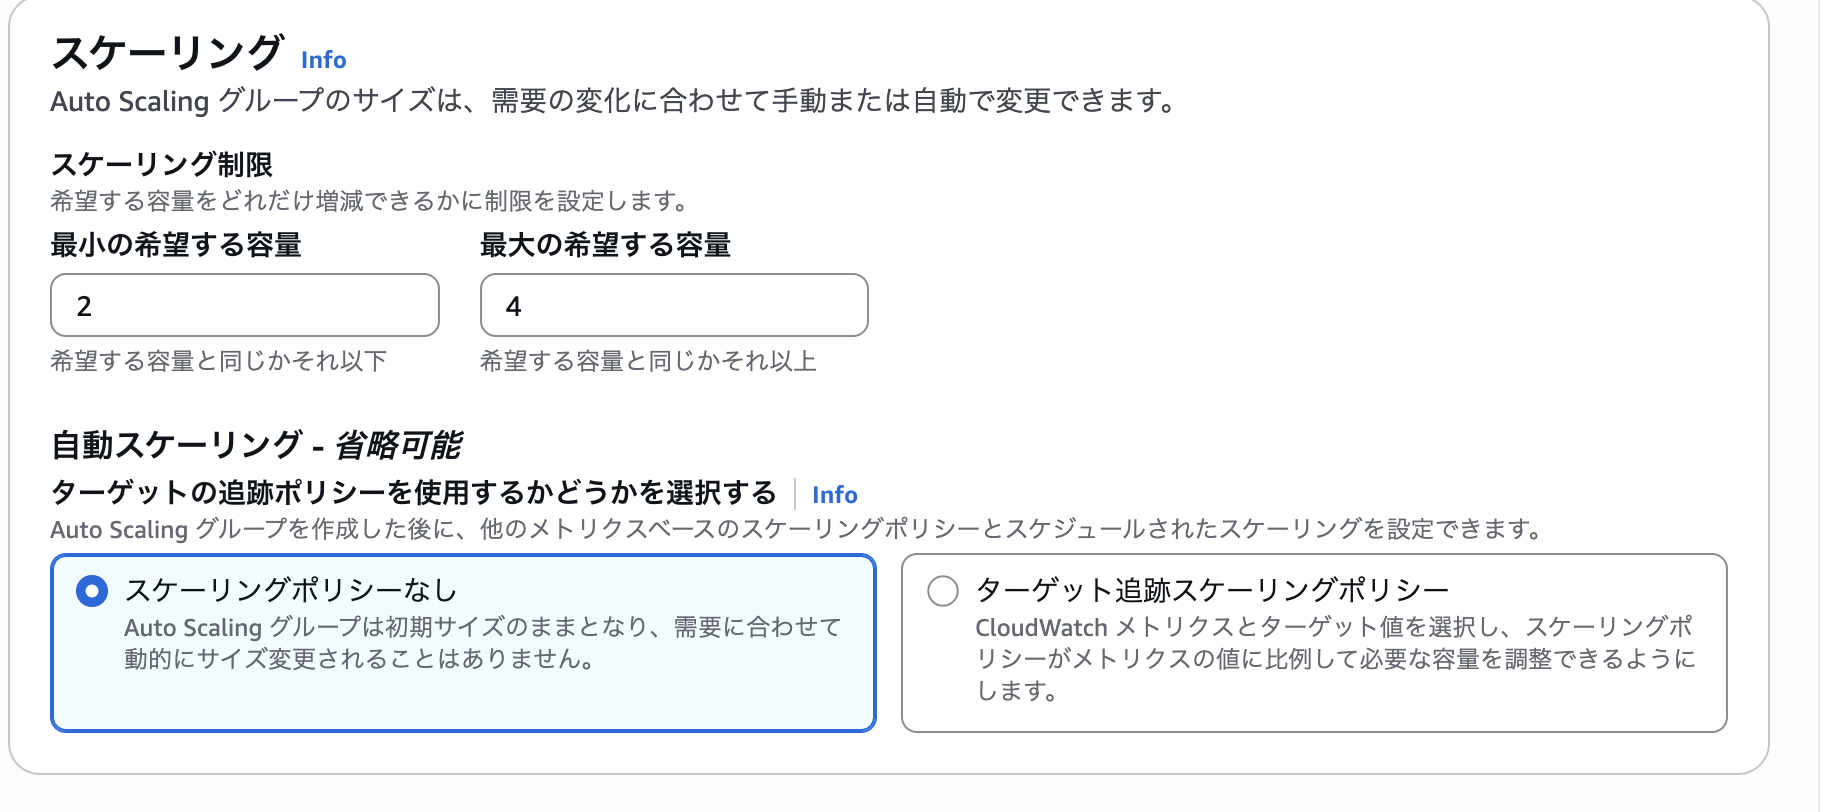 スケーリング Info
Auto Scaling グループのサイズは、需要の変化に合わせて手動または自動で変更できます。
スケーリング制限
希望する容量をどれだけ増減できるかに制限を設定します。
最小の希望する容量 最大の希望する容量
2 4
希望する容量と同じかそれ以下 希望する容量と同じかそれ以上
自動スケーリング - 省略可能
ターゲットの追跡ポリシーを使用するかどうかを選択する Info
Auto Scaling グループを作成した後に、他のメトリクスベースのスケーリングポリシーとスケジュールされたスケーリングを設定できます。
スケーリングポリシーなし
Auto Scaling グループは初期サイズのままとなり、需要に合わせて
動的にサイズ変更されることはありません。
ターゲット追跡スケーリングポリシー
CloudWatch メトリクスとターゲット値を選択し、スケーリングポ
リシーがメトリクスの値に比例して必要な容量を調整できるように
します。